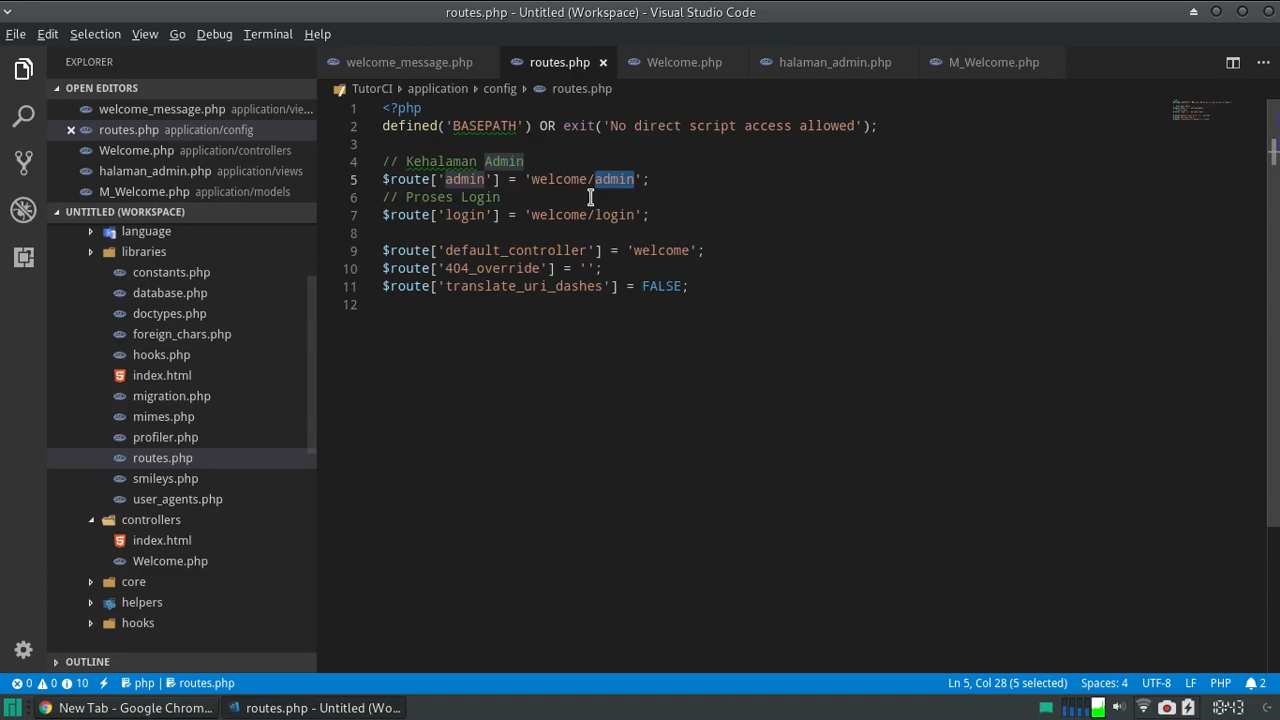 routes.php - Untitled (Workspace) - Visual Studio Code
File Edit Selection View Go Debug Terminal Help
EXPLORER
OPEN EDITORS
welcome_message.php application/vie...
routes.php application/config
Welcome.php application/controllers
halaman_admin.php application/views
M_Welcome.php application/models
UNTITLED (WORKSPACE)
language
libraries
constants.php
database.php
doctypes.php
foreign_chars.php
hooks.php
index.html
migration.php
mimes.php
profiler.php
routes.php
smileys.php
user_agents.php
controllers
index.html
Welcome.php
core
helpers
hooks
OUTLINE
welcome_message.php routes.php Welcome.php halaman_admin.php M_Welcome.php
TutorCI application config routes.php
1 <?php
2 defined('BASEPATH') OR exit('No direct script access allowed');
3
4 // Kehalaman Admin
5 $route['admin'] = 'welcome/admin';
6 // Proses Login
7 $route['login'] = 'welcome/login';
8
9 $route['default_controller'] = 'welcome';
10 $route['404_override'] = '';
11 $route['translate_uri_dashes'] = FALSE;
12
0 0 10 php routes.php Ln 5, Col 28 (5 selected) Spaces: 4 UTF-8 LF PHP 2
New Tab - Google Chrom... routes.php - Untitled (Wo... 19:43